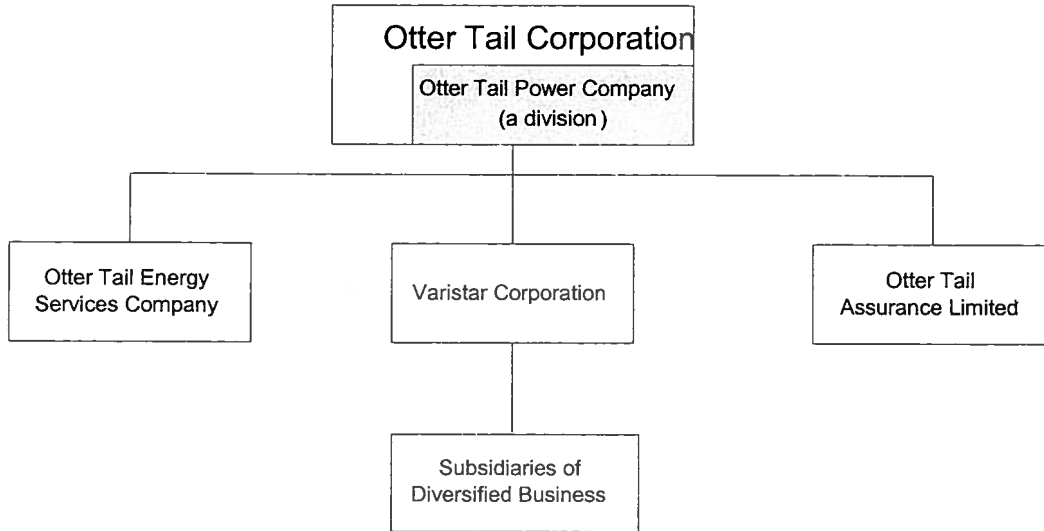 Otter Tail Corporation
Otter Tail Power Company
(a division)
Otter Tail Energy
Services Company
Varistar Corporation
Otter Tail
Assurance Limited
Subsidiaries of
Diversified Business